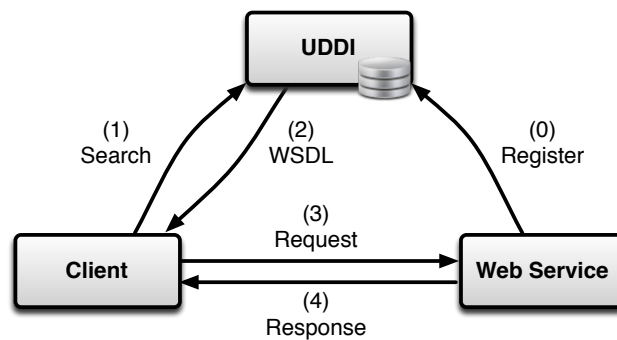 UDDI
(1)
Search
(2)
WSDL
(0)
Register
Client
(3)
Request
Web Service
(4)
Response